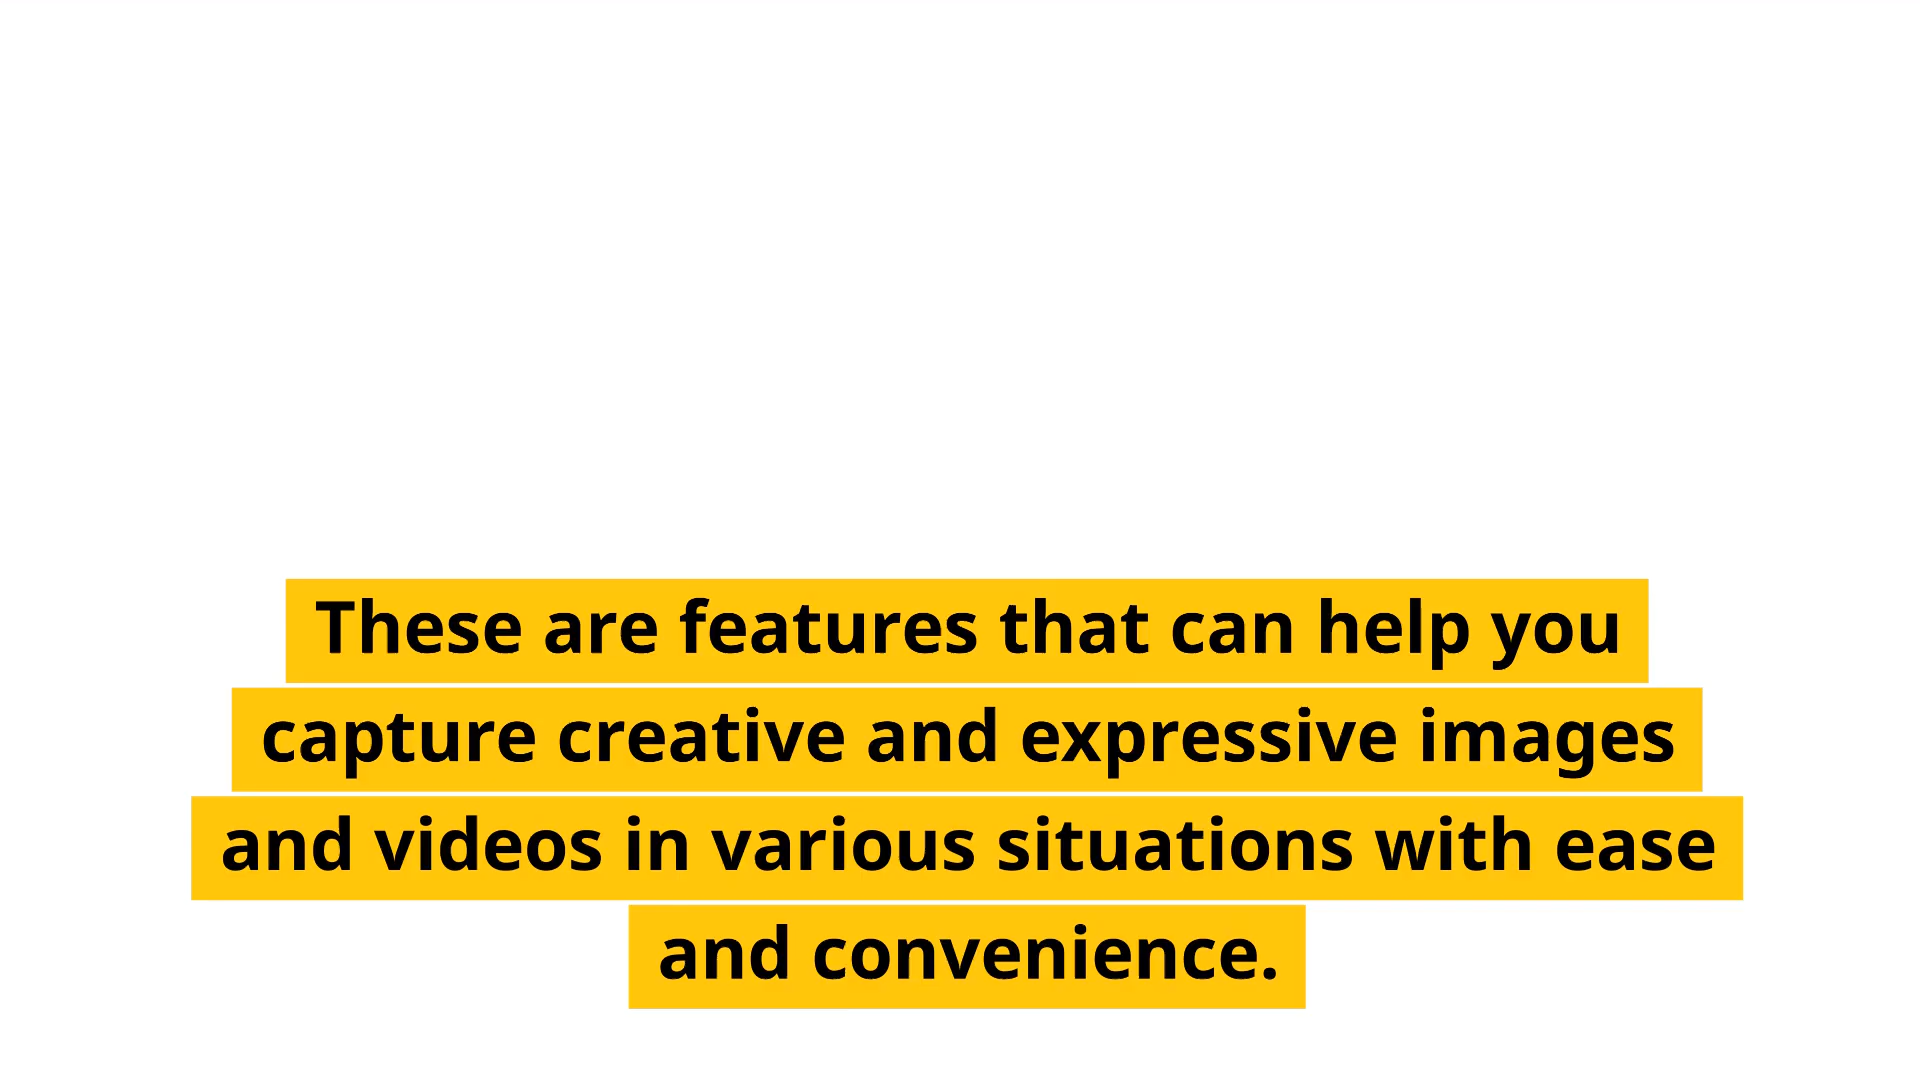 These are features that can help you
capture creative and expressive images
and videos in various situations with ease
and convenience.